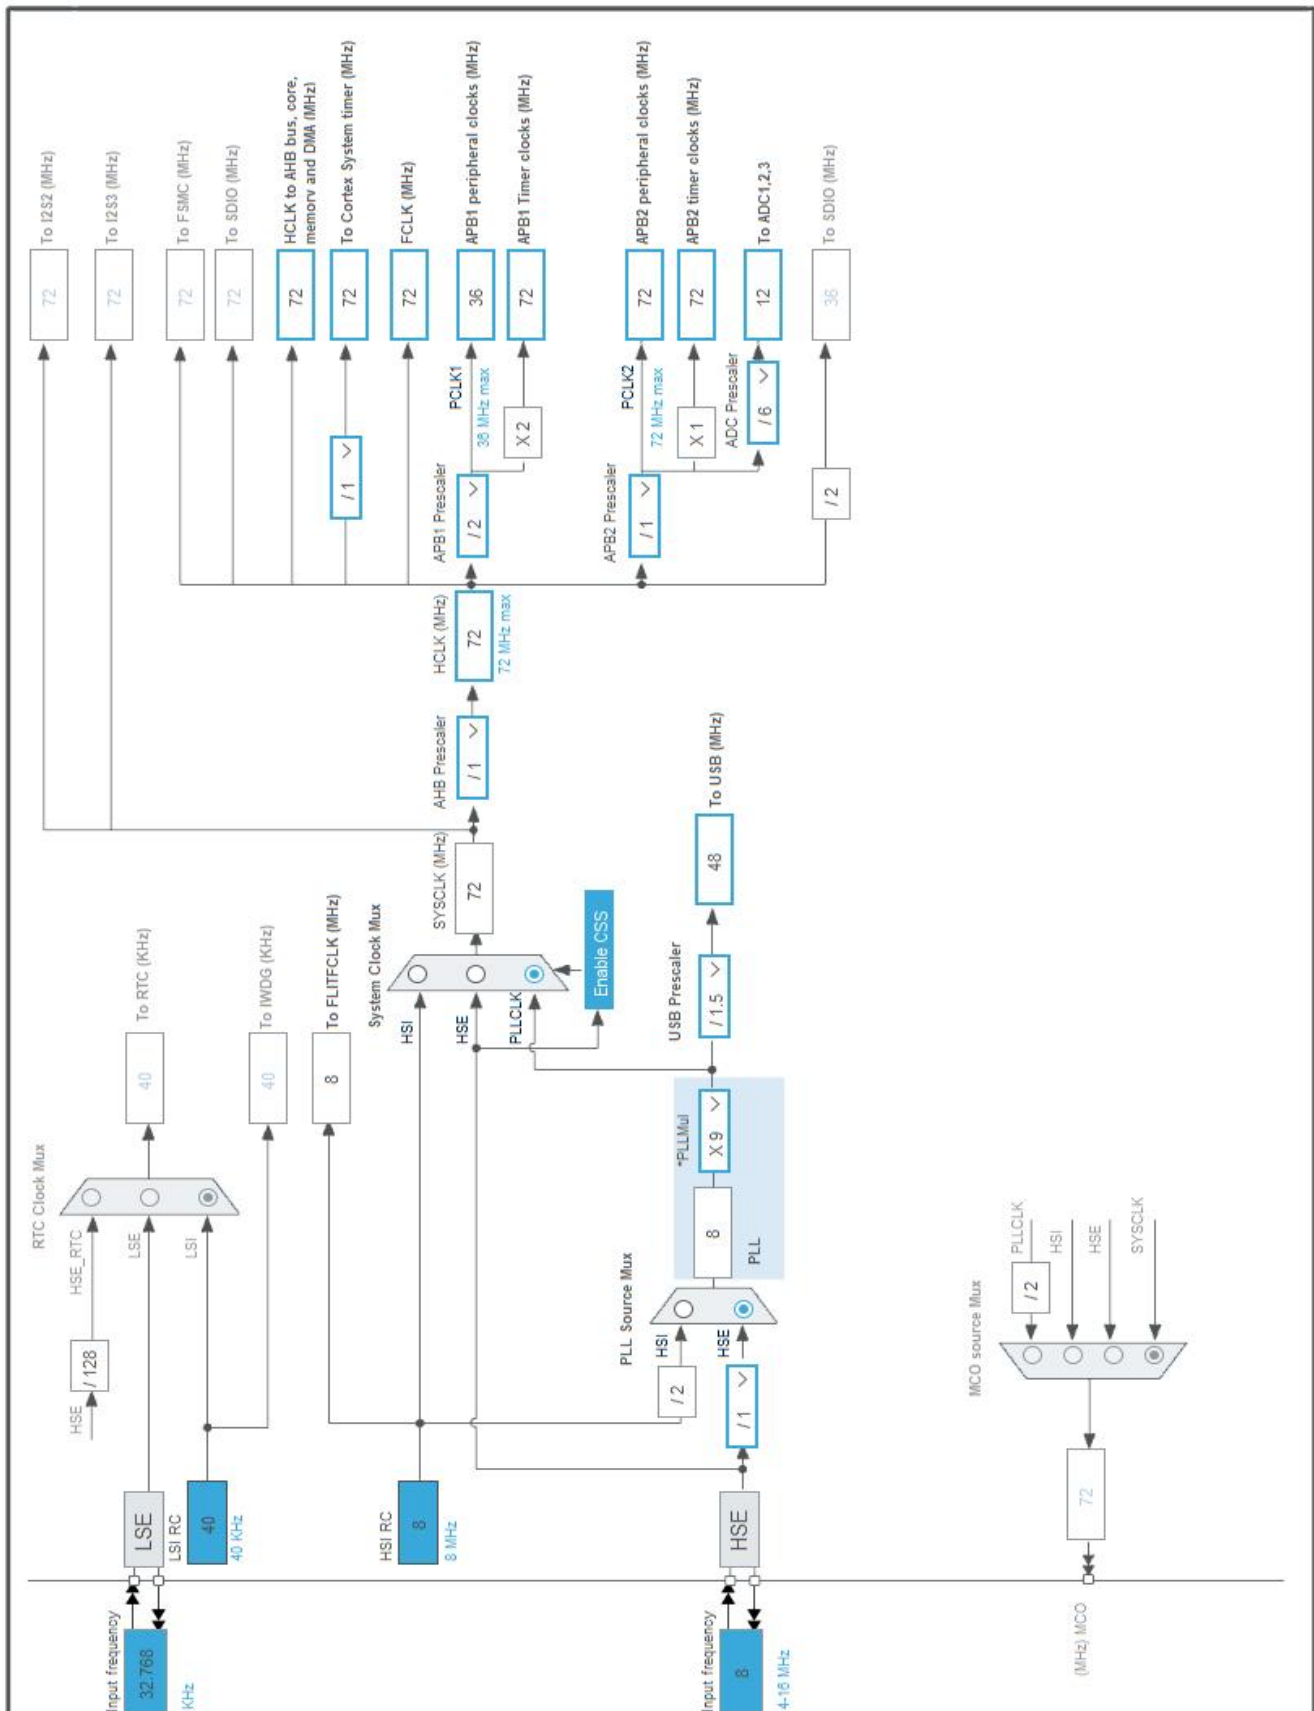 Input frequency
32.768
KHz
LSE
LSI RC
40
40 KHz
HSE
/ 128
HSE_RTC
LSE
LSI
RTC Clock Mux
40
To RTC (KHz)
40
To IWDG (KHz)
8
To FLITFCLK (MHz)
HSI RC
8
8 MHz
Input frequency
8
4-16 MHz
HSE
/ 1
/ 2
HSI
HSE
PLL Source Mux
8
PLL
*PLLMul
X 9
USB Prescaler
/ 1.5
48
To USB (MHz)
HSI
HSE
PLLCLK
System Clock Mux
Enable CSS
SYSCLK (MHz)
72
AHB Prescaler
/ 1
HCLK (MHz)
72
72 MHz max
72
To I2S2 (MHz)
72
To I2S3 (MHz)
72
To FSMC (MHz)
72
To SDIO (MHz)
72
HCLK to AHB bus, core,
memory and DMA (MHz)
/ 1
72
To Cortex System timer (MHz)
72
FCLK (MHz)
APB1 Prescaler
/ 2
PCLK1
36 MHz max
36
APB1 peripheral clocks (MHz)
X 2
72
APB1 Timer clocks (MHz)
APB2 Prescaler
/ 1
PCLK2
72 MHz max
72
APB2 peripheral clocks (MHz)
X 1
72
APB2 timer clocks (MHz)
ADC Prescaler
/ 6
12
To ADC1,2,3
/ 2
36
To SDIO (MHz)
(MHz) MCO
72
MCO source Mux
/ 2
PLLCLK
HSI
HSE
SYSCLK